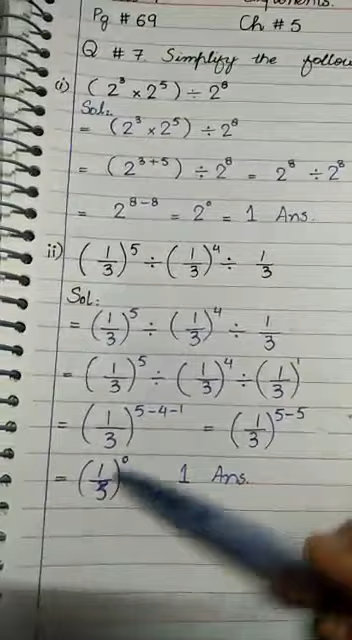 Pg # 69 Ch # 5
Q # 7. Simplify the
(i) (2³ × 2⁵) ÷ 2⁸
Sol:
= (2³ × 2⁵) ÷ 2⁸
= (2³⁺⁵) ÷ 2⁸ = 2⁸ ÷ 2⁸
= 2⁸⁻⁸ = 2⁰ = 1 Ans.
ii) (1/3)⁵ ÷ (1/3)⁴ ÷ 1/3
Sol:
= (1/3)⁵ ÷ (1/3)⁴ ÷ 1/3
= (1/3)⁵ ÷ (1/3)⁴ ÷ (1/3)¹
= (1/3)⁵⁻⁴⁻¹ = (1/3)⁵⁻⁵
= (1/3)⁰ 1 Ans.